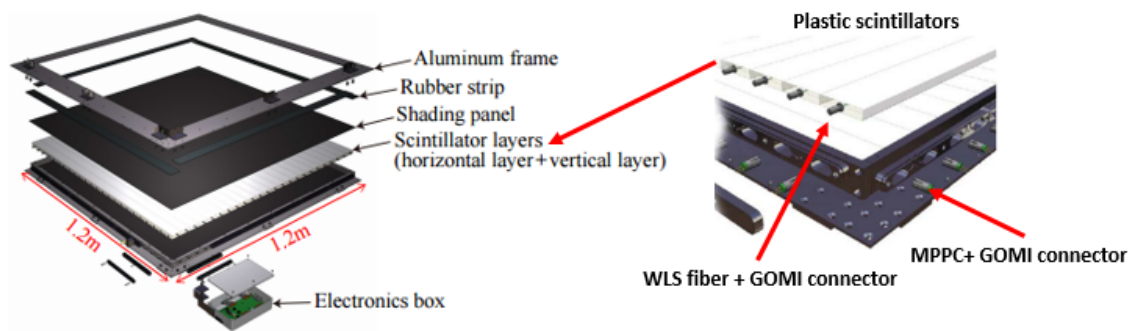 Plastic scintillators
Aluminum frame
Rubber strip
Shading panel
Scintillator layers
(horizontal layer+vertical layer)
1.2m
1.2m
Electronics box
MPPC+ GOMI connector
WLS fiber + GOMI connector